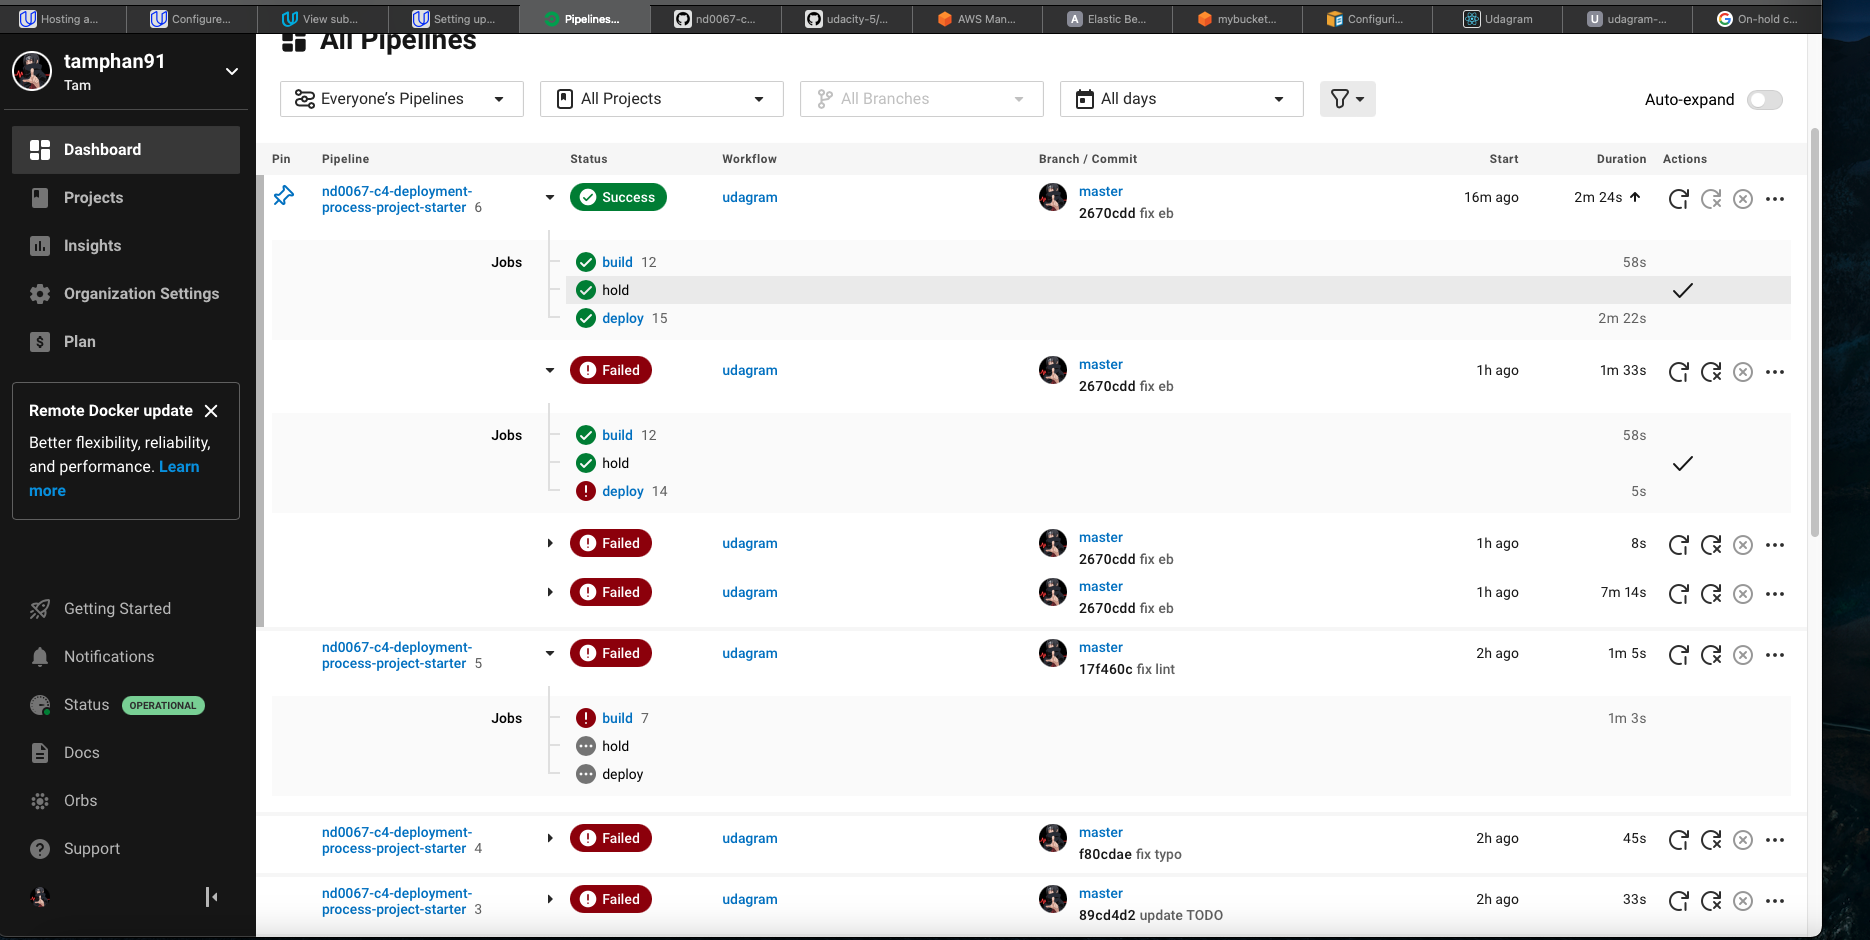 Hosting a...
Configure...
View sub...
Setting up...
Pipelines...
nd0067-c...
udacity-5/...
AWS Man...
Elastic Be...
mybucket...
Configuri...
Udagram
udagram-...
On-hold c...
tamphan91
Tam
Dashboard
Projects
Insights
Organization Settings
Plan
Remote Docker update
Better flexibility, reliability,
and performance. Learn
more
Getting Started
Notifications
Status OPERATIONAL
Docs
Orbs
Support
All Pipelines
Everyone's Pipelines
All Projects
All Branches
All days
Auto-expand
Pin Pipeline Status Workflow Branch / Commit Start Duration Actions
nd0067-c4-deployment-
process-project-starter 6
Success udagram master 16m ago 2m 24s
2670cdd fix eb
Jobs build 12 58s
hold
deploy 15 2m 22s
Failed udagram master 1h ago 1m 33s
2670cdd fix eb
Jobs build 12 58s
hold
deploy 14 5s
Failed udagram master 1h ago 8s
2670cdd fix eb
Failed udagram master 1h ago 7m 14s
2670cdd fix eb
nd0067-c4-deployment-
process-project-starter 5
Failed udagram master 2h ago 1m 5s
17f460c fix lint
Jobs build 7 1m 3s
hold
deploy
nd0067-c4-deployment-
process-project-starter 4
Failed udagram master 2h ago 45s
f80cdae fix typo
nd0067-c4-deployment-
process-project-starter 3
Failed udagram master 2h ago 33s
89cd4d2 update TODO